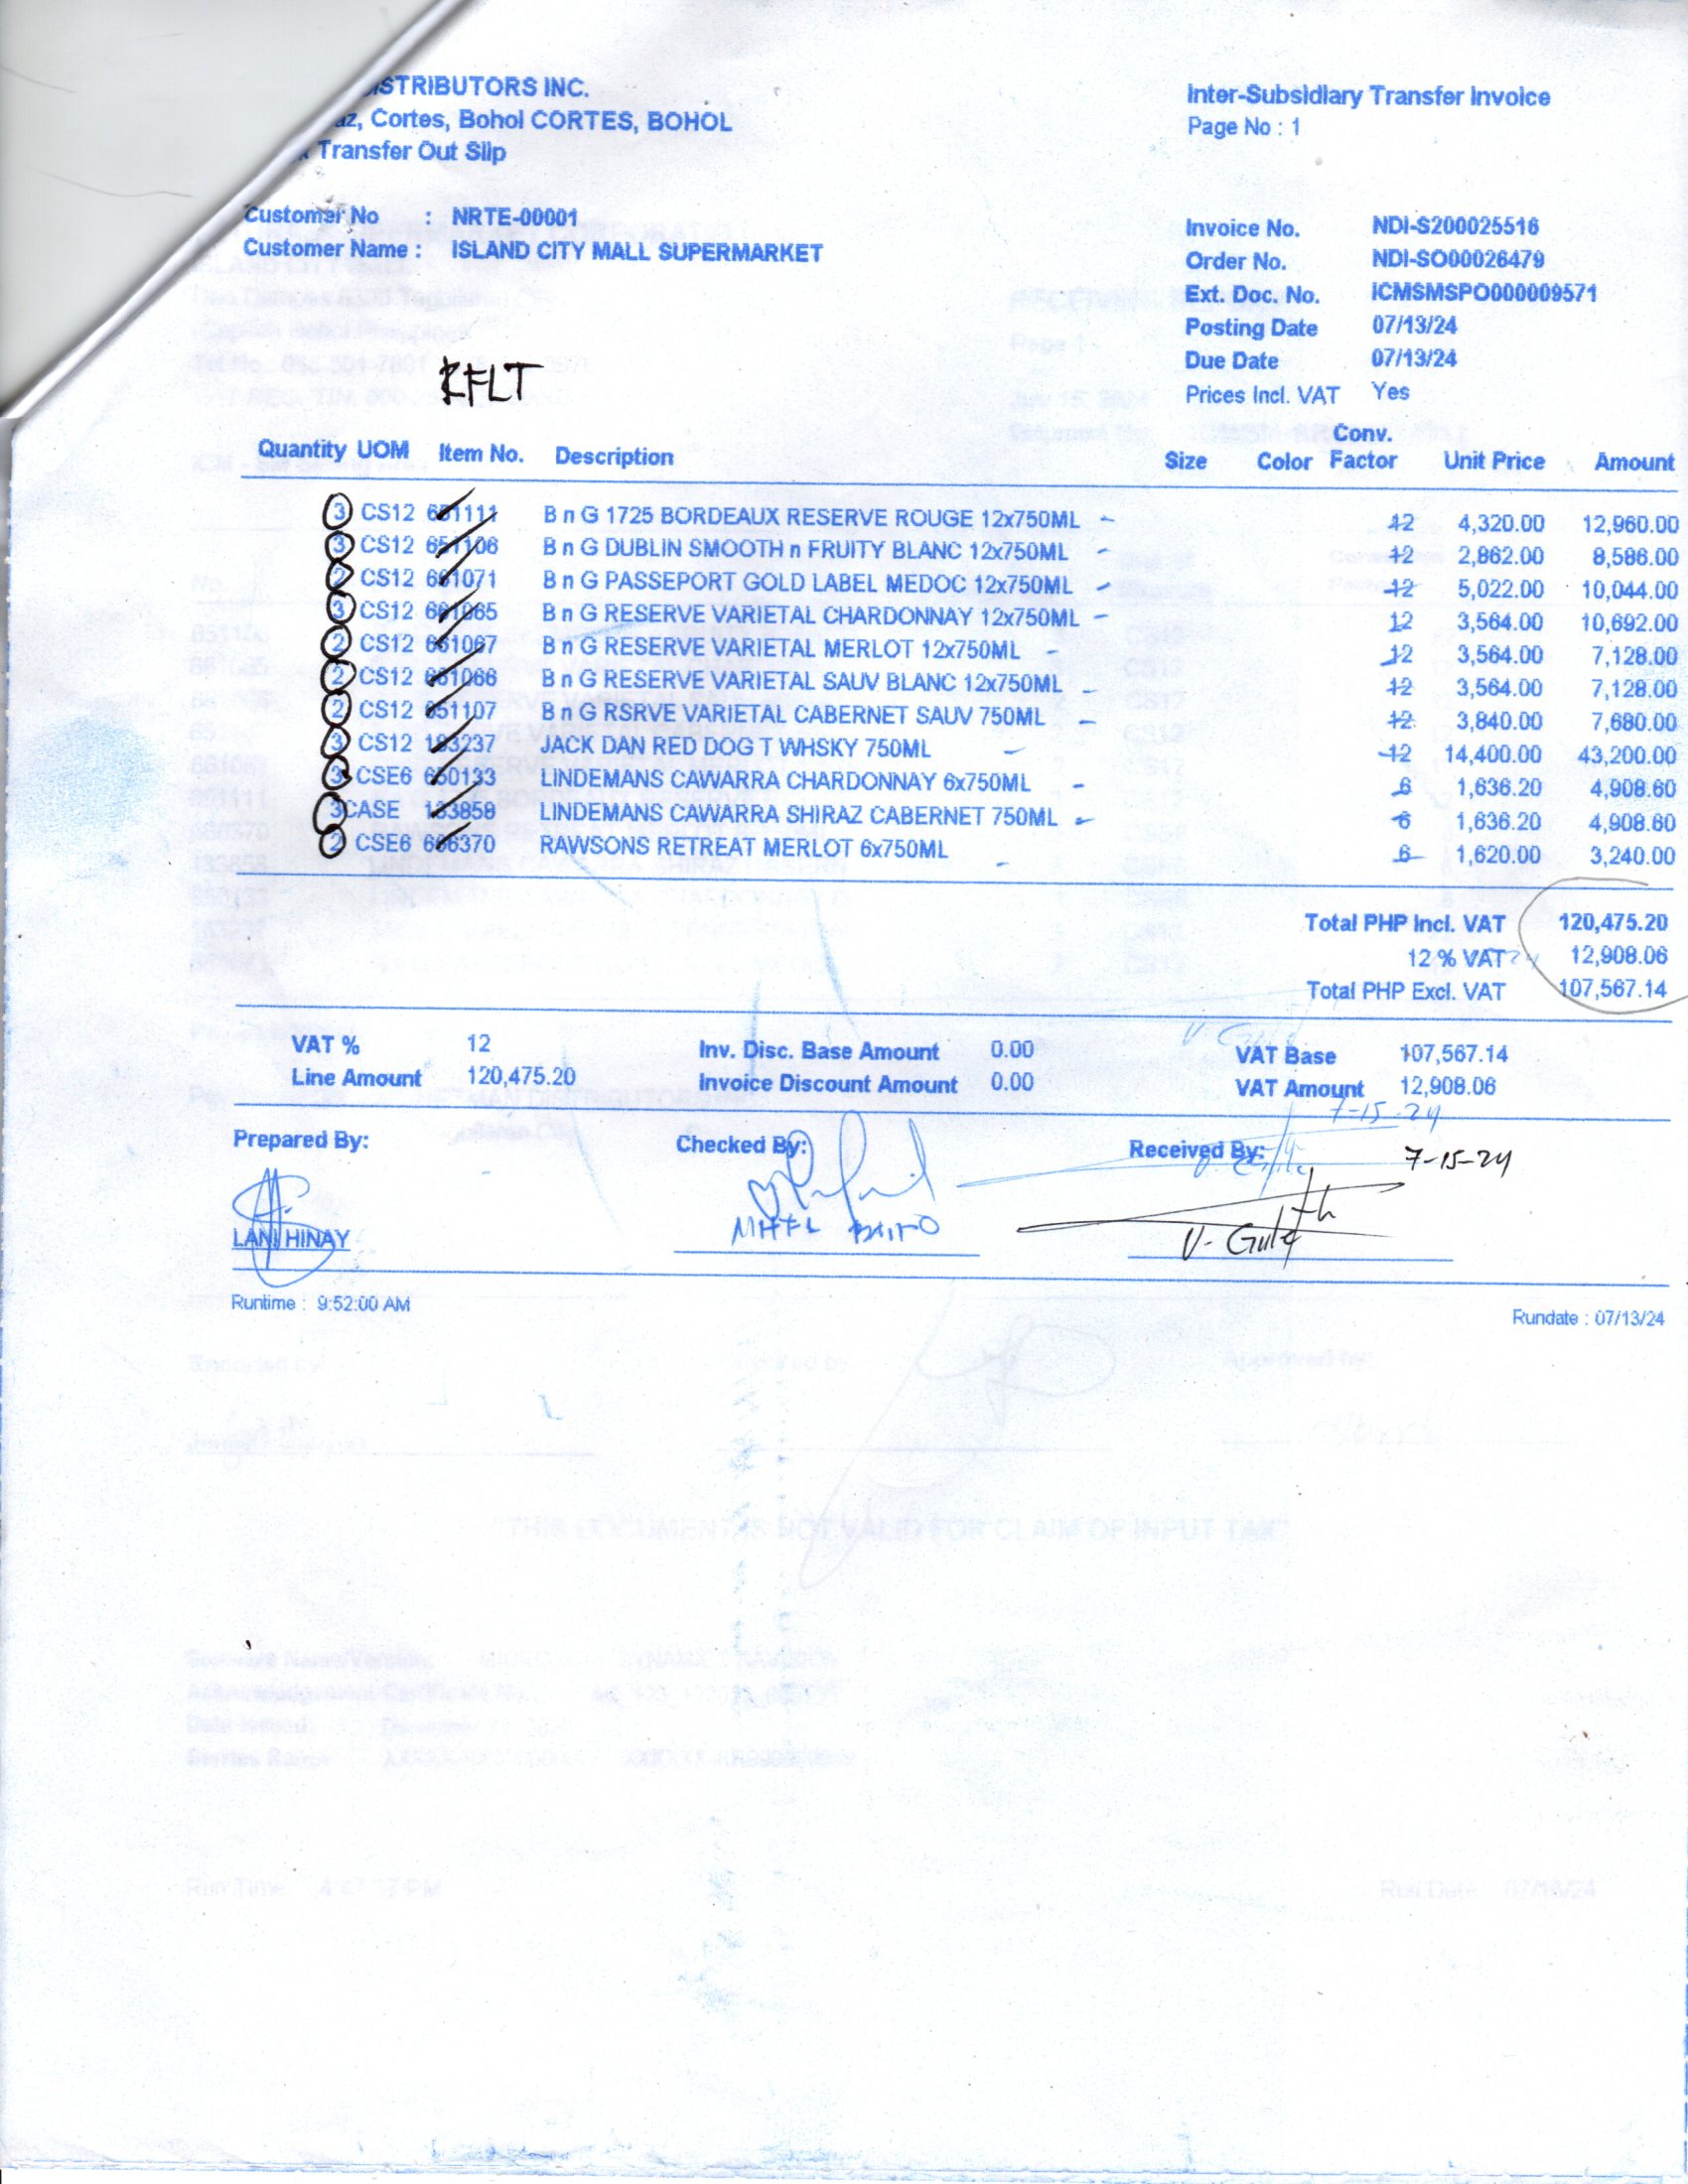 DISTRIBUTORS INC.
Cortes, Bohol CORTES, BOHOL
Transfer Out Slip
Inter-Subsidiary Transfer Invoice
Page No : 1
Customer No : NRTE-00001
Customer Name : ISLAND CITY MALL SUPERMARKET
Invoice No. NDI-S200025516
Order No. NDI-SO00026479
Ext. Doc. No. ICMSMSPO000009571
Posting Date 07/13/24
Due Date 07/13/24
Prices Incl. VAT Yes
Quantity UOM Item No. Description Size Color Conv. Factor Unit Price Amount
3 CS12 651111 B n G 1725 BORDEAUX RESERVE ROUGE 12x750ML 12 4,320.00 12,960.00
3 CS12 651106 B n G DUBLIN SMOOTH n FRUITY BLANC 12x750ML 12 2,862.00 8,586.00
2 CS12 661071 B n G PASSEPORT GOLD LABEL MEDOC 12x750ML 12 5,022.00 10,044.00
3 CS12 661065 B n G RESERVE VARIETAL CHARDONNAY 12x750ML 12 3,564.00 10,692.00
2 CS12 661067 B n G RESERVE VARIETAL MERLOT 12x750ML 12 3,564.00 7,128.00
2 CS12 661066 B n G RESERVE VARIETAL SAUV BLANC 12x750ML 12 3,564.00 7,128.00
2 CS12 651107 B n G RSRVE VARIETAL CABERNET SAUV 750ML 12 3,840.00 7,680.00
3 CS12 183237 JACK DAN RED DOG T WHSKY 750ML 12 14,400.00 43,200.00
3 CSE6 650133 LINDEMANS CAWARRA CHARDONNAY 6x750ML 6 1,636.20 4,908.60
3CASE 133858 LINDEMANS CAWARRA SHIRAZ CABERNET 750ML 6 1,636.20 4,908.60
2 CSE6 666370 RAWSONS RETREAT MERLOT 6x750ML 6 1,620.00 3,240.00
Total PHP Incl. VAT 120,475.20
12 % VAT 12,908.06
Total PHP Excl. VAT 107,567.14
VAT % 12 Inv. Disc. Base Amount 0.00 VAT Base 107,567.14
Line Amount 120,475.20 Invoice Discount Amount 0.00 VAT Amount 12,908.06
7-15-24
Prepared By: Checked By: Received By: 7-15-24
LANI HINAY
Runtime : 9:52:00 AM Rundate : 07/13/24
"THIS DOCUMENT IS NOT VALID FOR CLAIM OF INPUT TAX"